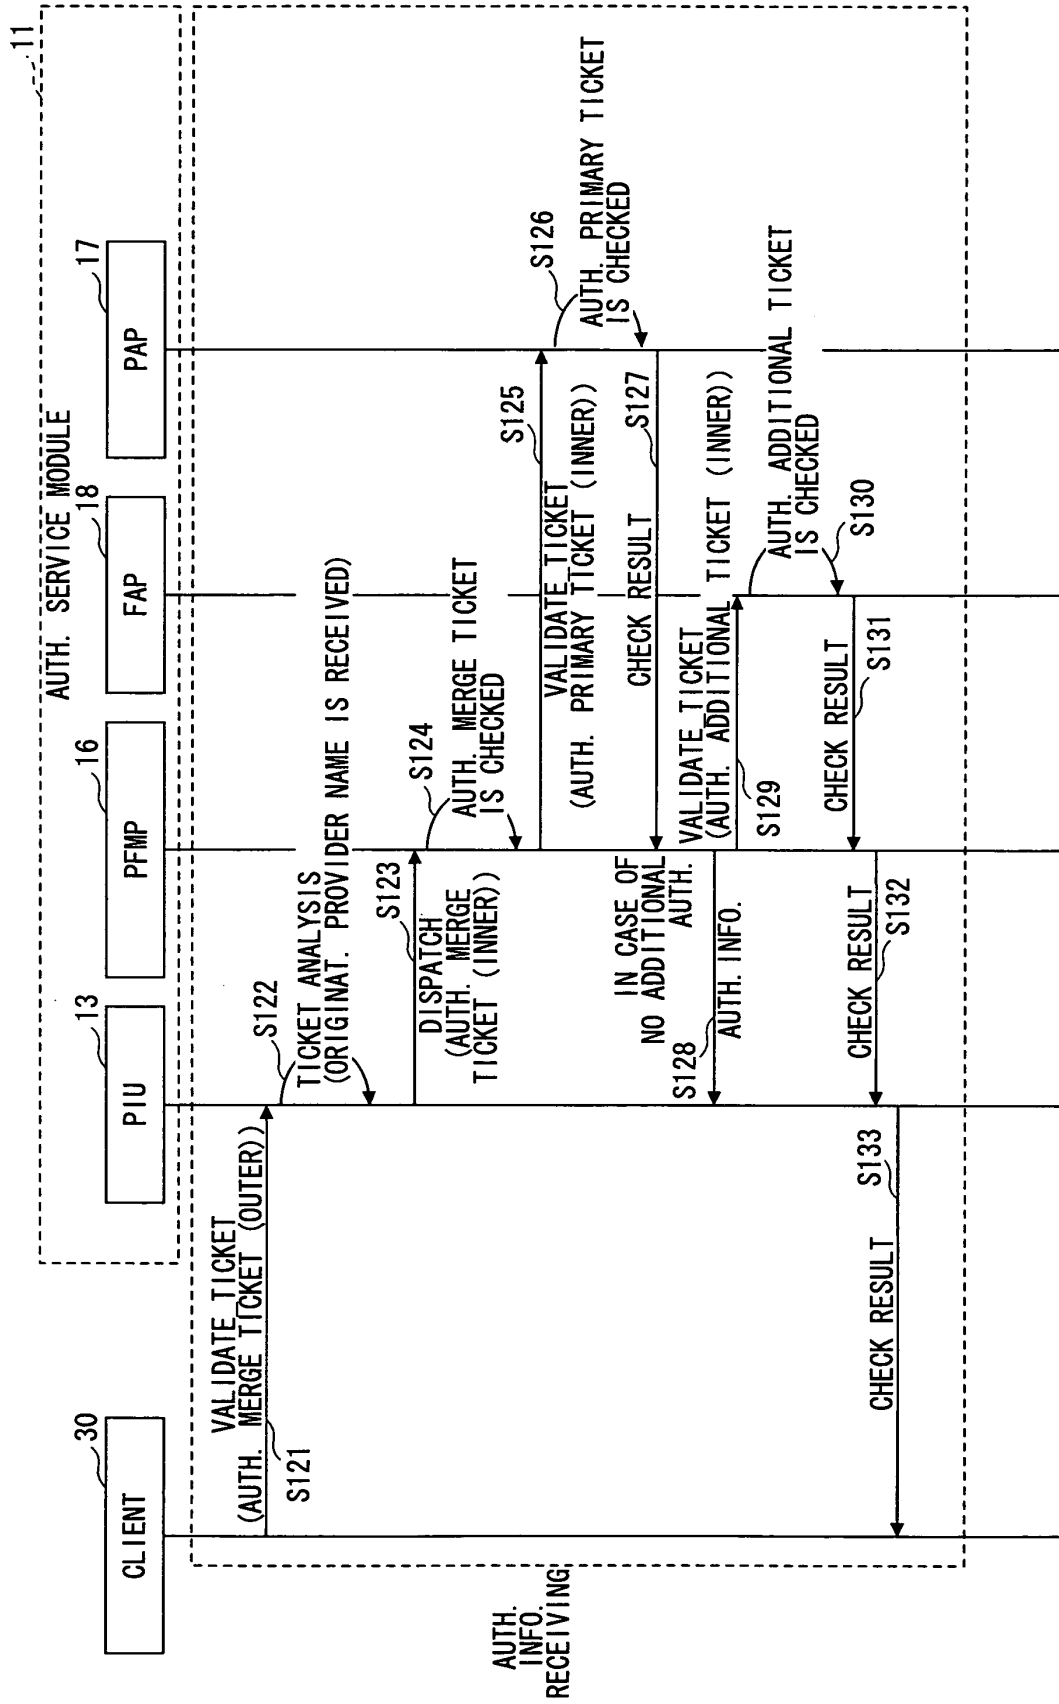 11
AUTH. SERVICE MODULE
30
CLIENT
13
PIU
16
PFMP
18
FAP
17
PAP
AUTH.
INFO.
RECEIVING
VALIDATE_TICKET
(AUTH. MERGE TICKET (OUTER))
S121
S122
TICKET ANALYSIS
(ORIGINAT. PROVIDER NAME IS RECEIVED)
S123
DISPATCH
(AUTH. MERGE
TICKET (INNER))
S124
AUTH. MERGE TICKET
IS CHECKED
S125
VALIDATE_TICKET
(AUTH. PRIMARY TICKET (INNER))
S126
AUTH. PRIMARY TICKET
IS CHECKED
S127
CHECK RESULT
IN CASE OF
NO ADDITIONAL
AUTH.
S128
AUTH. INFO.
VALIDATE_TICKET
(AUTH. ADDITIONAL TICKET (INNER))
S129
AUTH. ADDITIONAL TICKET
IS CHECKED
S130
CHECK RESULT
S131
CHECK RESULT
S132
S133
CHECK RESULT